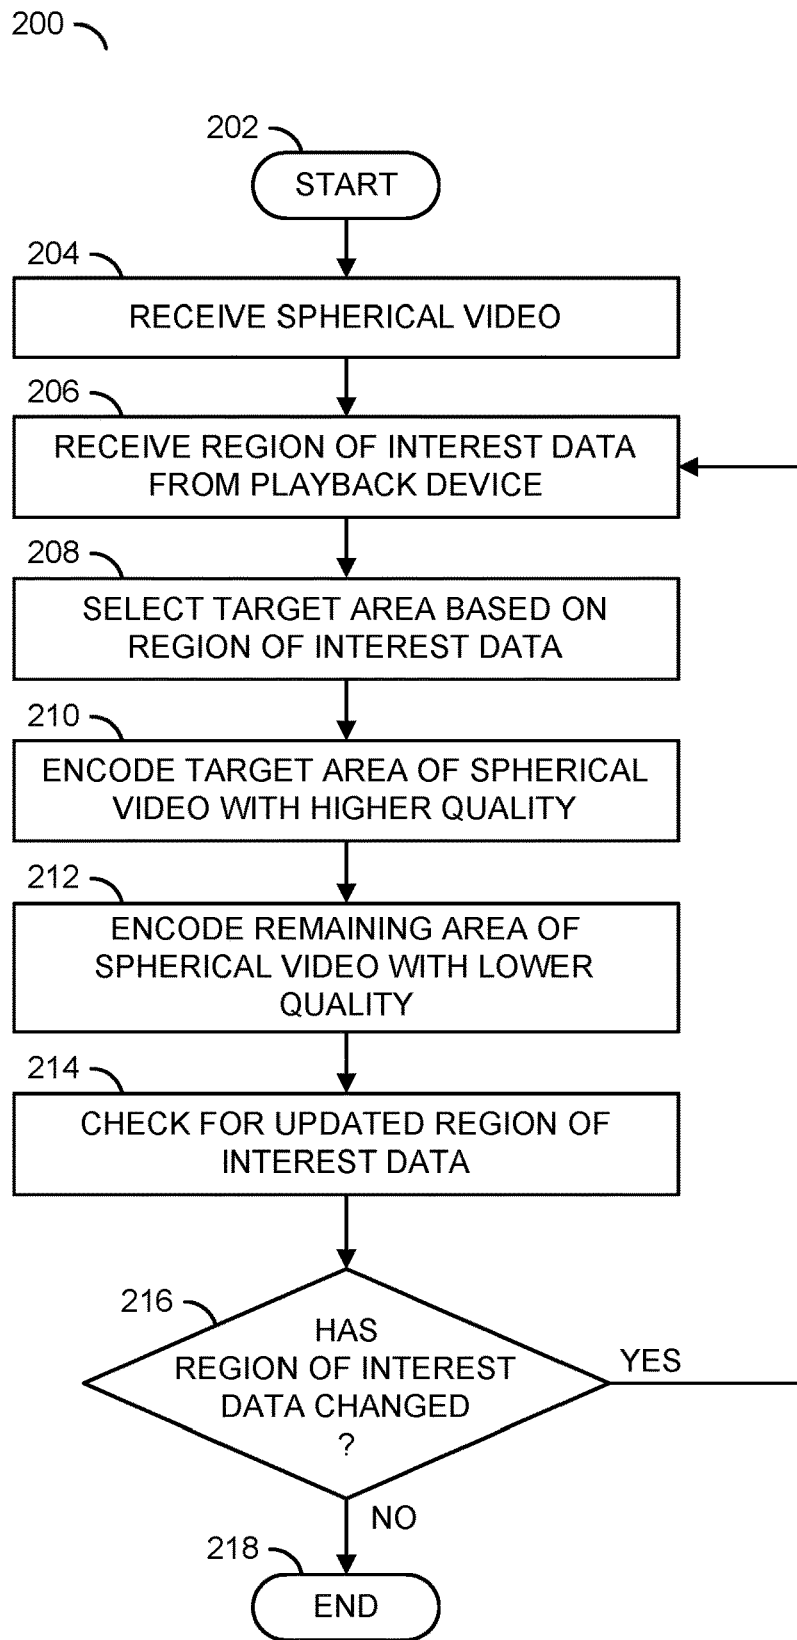 200
202
START
204
RECEIVE SPHERICAL VIDEO
206
RECEIVE REGION OF INTEREST DATA
FROM PLAYBACK DEVICE
208
SELECT TARGET AREA BASED ON
REGION OF INTEREST DATA
210
ENCODE TARGET AREA OF SPHERICAL
VIDEO WITH HIGHER QUALITY
212
ENCODE REMAINING AREA OF
SPHERICAL VIDEO WITH LOWER
QUALITY
214
CHECK FOR UPDATED REGION OF
INTEREST DATA
216
HAS
REGION OF INTEREST
DATA CHANGED
?
YES
NO
218
END